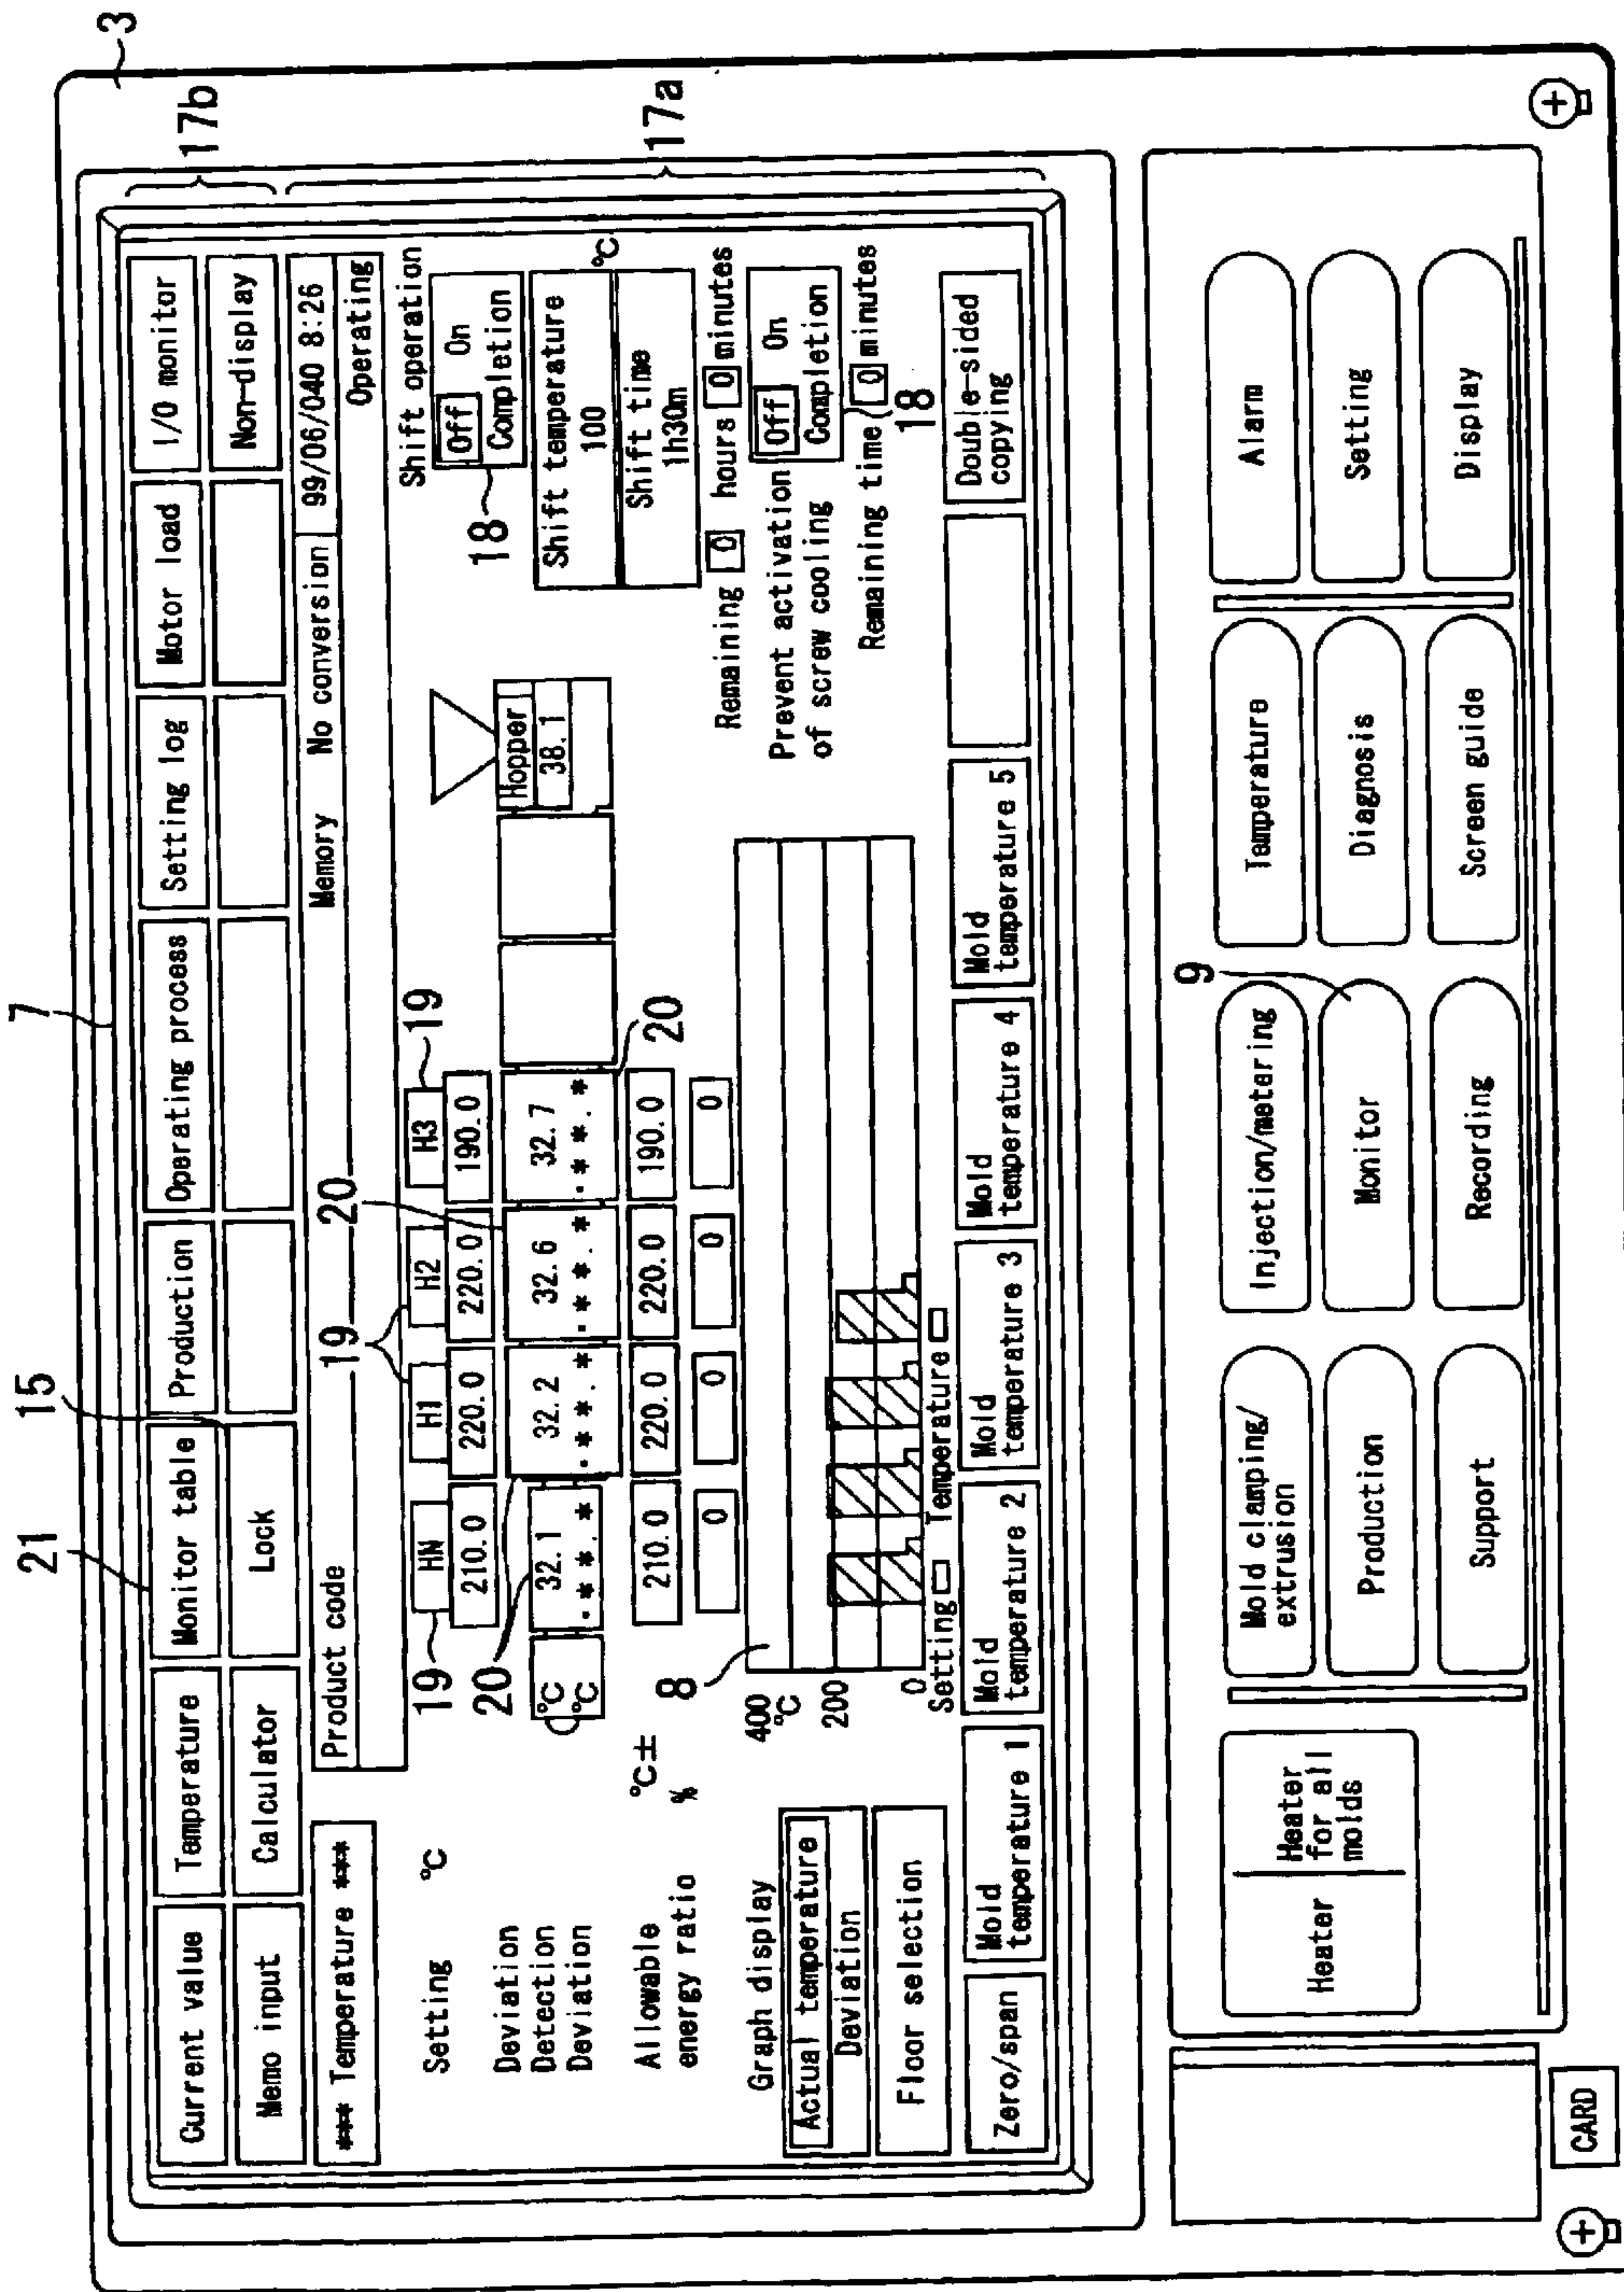 7
21
15
3
17b
17a
Current value
Temperature
Monitor table
Production
Operating process
Setting log
Motor load
I/O monitor
Memo input
Calculator
Lock
Non-display
*** Temperature ***
Product code
Memory
No conversion
99/06/040 8:26
Operating
19
20
19
19
19
HN
H1
H2
H3
Setting °C
210.0
220.0
220.0
190.0
Deviation
Detection
Deviation
20
°C
°C
32.1
32.2
32.6
32.7
.**.*
.**.*
.**.*
.**.*
20
20
Hopper
38.1
Allowable °C±
energy ratio %
210.0
220.0
220.0
190.0
0
0
0
0
Shift operation
Off On
Completion
18
Shift temperature
100
°C
Shift time
1h30m
Remaining 0 hours 0 minutes
Prevent activation
of screw cooling
Off On
Completion
Remaining time 0 minutes
18
Graph display
Actual temperature
Deviation
Floor selection
8
400
°C
200
0
Setting Temperature
Zero/span
Mold
temperature 1
Mold
temperature 2
Mold
temperature 3
Mold
temperature 4
Mold
temperature 5
Double-sided
copying
9
Heater
Heater
for all
molds
Mold clamping/
extrusion
Injection/metering
Temperature
Alarm
Production
Monitor
Diagnosis
Setting
Support
Recording
Screen guide
Display
CARD